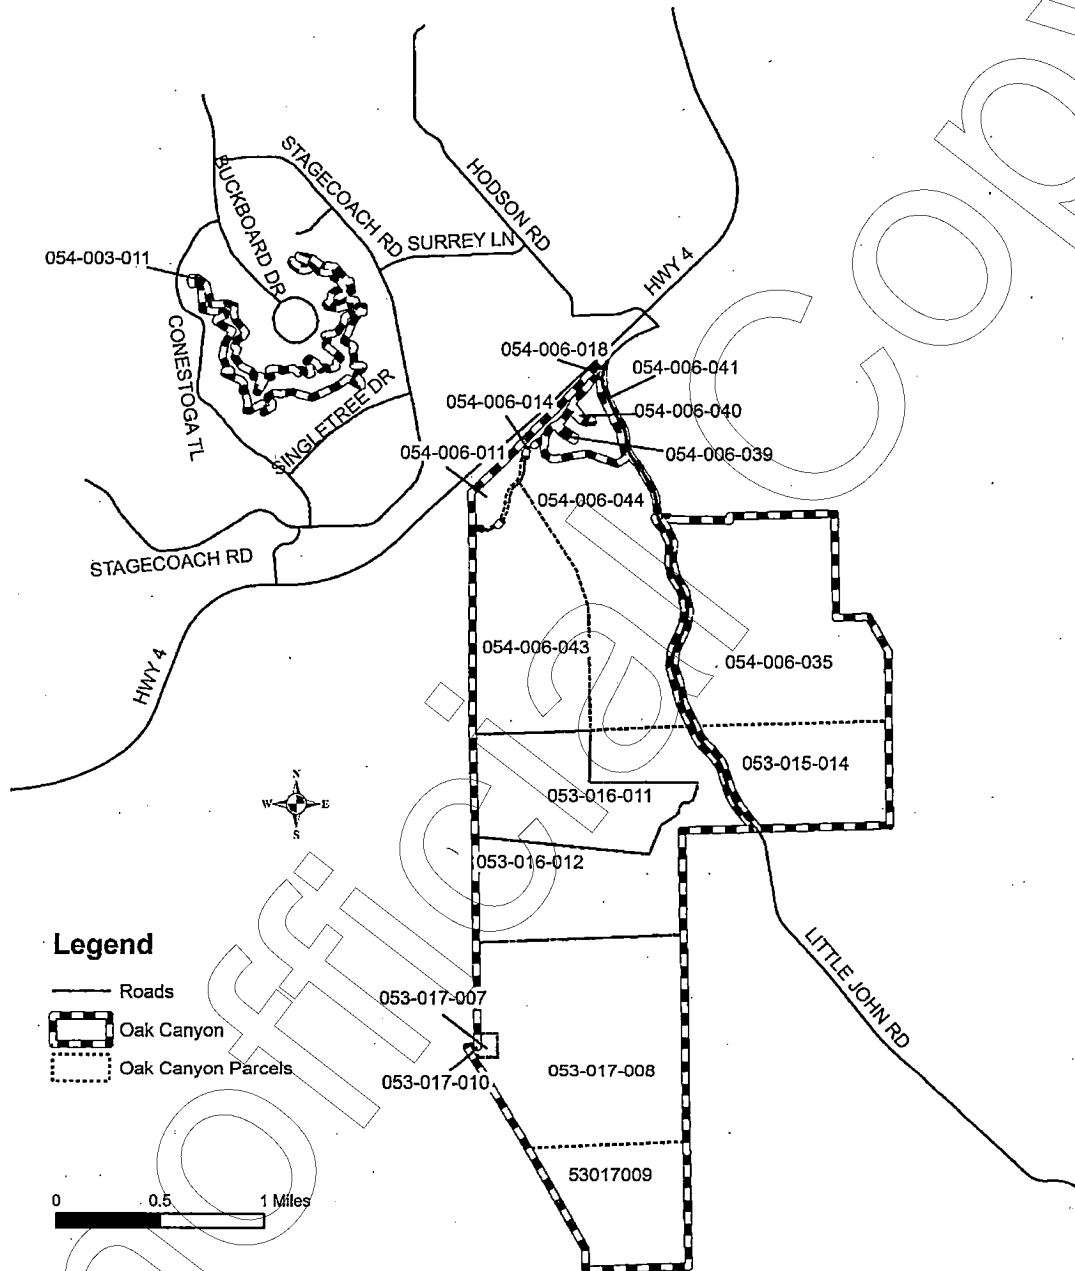 HODSON RD
STAGECOACH RD
BUCKBOARD DR
SURREY LN
054-003-011
HWY 4
CONESTOGA TL
054-006-018
054-006-041
054-006-014
054-006-040
SINGLETREE DR
054-006-011
054-006-039
054-006-044
STAGECOACH RD
054-006-043
054-006-035
HWY 4
053-015-014
053-016-011
N
W E
S
053-016-012
Legend
Roads
Oak Canyon
Oak Canyon Parcels
LITTLE JOHN RD
053-017-007
053-017-008
053-017-010
53017009
0 0.5 1 Miles
nofficial Cop